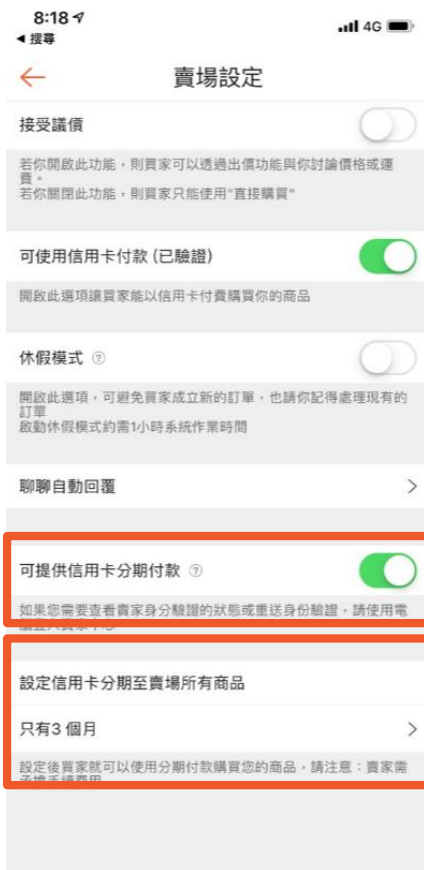 8:18
4G
◀ 搜尋
賣場設定
接受議價
若你開啟此功能，則買家可以透過出價功能與你討論價格或運
費。
若你關閉此功能，則買家只能使用"直接購買"
可使用信用卡付款 (已驗證)
開啟此選項讓買家能以信用卡付費購買你的商品
休假模式 ?
開啟此選項，可避免買家成立新的訂單，也請你記得處理現有的
訂單
啟動休假模式約需1小時系統作業時間
聊聊自動回覆
可提供信用卡分期付款 ?
如果您需要查看賣家身分驗證的狀態或重送身份驗證，請使用電
設定信用卡分期至賣場所有商品
只有3 個月
設定後買家就可以使用分期付款購買您的商品，請注意：賣家需